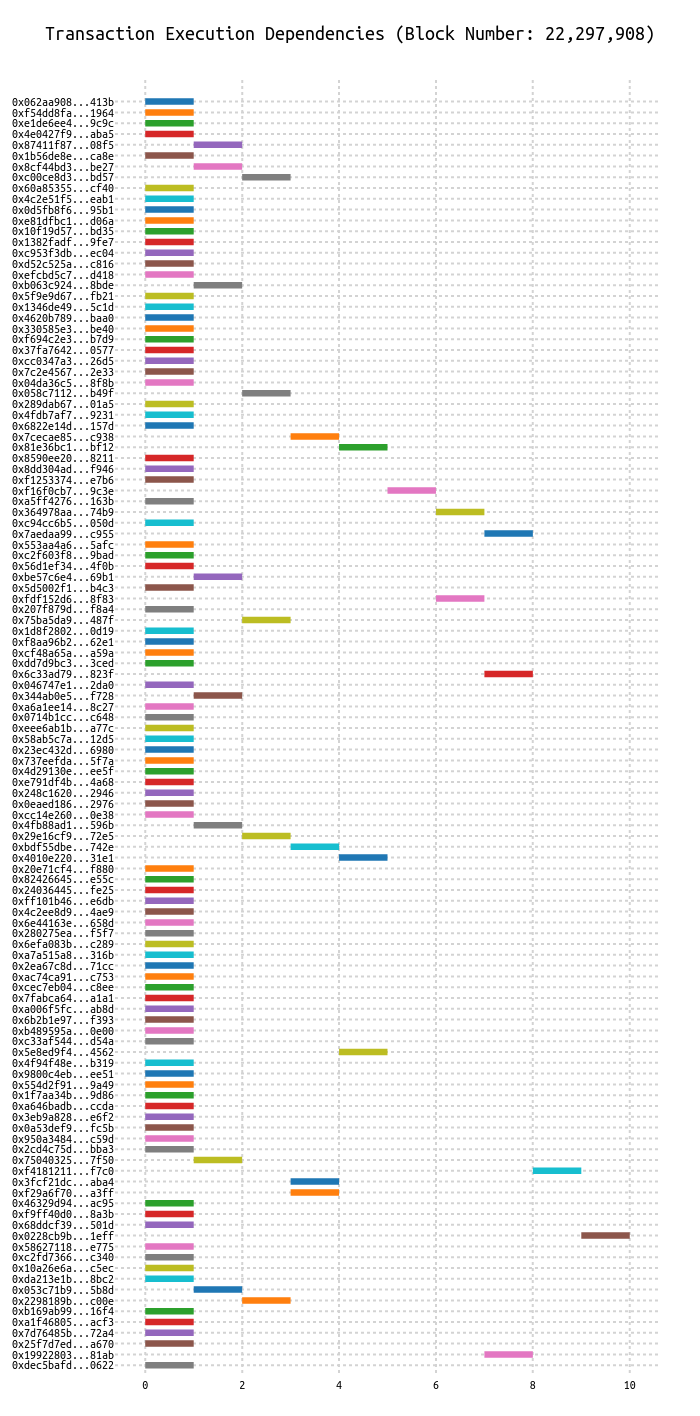 Transaction Execution Dependencies (Block Number: 22,297,908)
0x062aa908...413b
0xf54dd8fa...1964
0xe1de6ee4...9c9c
0x4e0427f9...aba5
0x87411f87...08f5
0x1b56de8e...ca8e
0x8cf44bd3...be27
0xc00ce8d3...bd57
0x60a85355...cf40
0x4c2e51f5...eab1
0x0d5fb8f6...95b1
0xe81dfbc1...d06a
0x10f19d57...bd35
0x1382fadf...9fe7
0xc953f3db...ec04
0xd52c525a...c816
0xefcbd5c7...d418
0xb063c924...8bde
0x5f9e9d67...fb21
0x1346de49...5c1d
0x4620b789...baa0
0x330585e3...be40
0xf694c2e3...b7d9
0x37fa7642...0577
0xcc0347a3...26d5
0x7c2e4567...2e33
0x04da36c5...8f8b
0x058c7112...b49f
0x289dab67...01a5
0x4fdb7af7...9231
0x6822e14d...157d
0x7cecae85...c938
0x81e36bc1...bf12
0x8590ee20...8211
0x8dd304ad...f946
0xf1253374...e7b6
0xf16f0cb7...9c3e
0xa5ff4276...163b
0x364978aa...74b9
0xc94cc6b5...050d
0x7aedaa99...c955
0x553aa4a6...5afc
0xc2f603f8...9bad
0x56d1ef34...4f0b
0xbe57c6e4...69b1
0x5d5002f1...b4c3
0xfdf152d6...8f83
0x207f879d...f8a4
0x75ba5da9...487f
0x1d8f2802...0d19
0xf8aa96b2...62e1
0xcf48a65a...a59a
0xdd7d9bc3...3ced
0x6c33ad79...823f
0x046747e1...2da0
0x344ab0e5...f728
0xa6a1ee14...8c27
0x0714b1cc...c648
0xeee6ab1b...a77c
0x58ab5c7a...12d5
0x23ec432d...6980
0x737eefda...5f7a
0x4d29130e...ee5f
0xe791df4b...4a68
0x248c1620...2946
0x0eaed186...2976
0xcc14e260...0e38
0x4fb88ad1...596b
0x29e16cf9...72e5
0xbdf55dbe...742e
0x4010e220...31e1
0x20e71cf4...f880
0x82426645...e55c
0x24036445...fe25
0xff101b46...e6db
0x4c2ee8d9...4ae9
0x6e44163e...658d
0x280275ea...f5f7
0x6efa083b...c289
0xa7a515a8...316b
0x2ea67c8d...71cc
0xac74ca91...c753
0xcec7eb04...c8ee
0x7fabca64...a1a1
0xa006f5fc...ab8d
0x6b2b1e97...f393
0xb489595a...0e00
0xc33af544...d54a
0x5e8ed9f4...4562
0x4f94f48e...b319
0x9800c4eb...ee51
0x554d2f91...9a49
0x1f7aa34b...9d86
0xa646badb...ccda
0x3eb9a828...e6f2
0x0a53def9...fc5b
0x950a3484...c59d
0x2cd4c75d...bba3
0x75040325...7f50
0xf4181211...f7c0
0x3fcf21dc...aba4
0xf29a6f70...a3ff
0x46329d94...ac95
0xf9ff40d0...8a3b
0x68ddcf39...501d
0x0228cb9b...1eff
0x58627118...e775
0xc2fd7366...c340
0x10a26e6a...c5ec
0xda213e1b...8bc2
0x053c71b9...5b8d
0x2298189b...c00e
0xb169ab99...16f4
0xa1f46805...acf3
0x7d76485b...72a4
0x25f7d7ed...a670
0x19922803...81ab
0xdec5bafd...0622
0 2 4 6 8 10